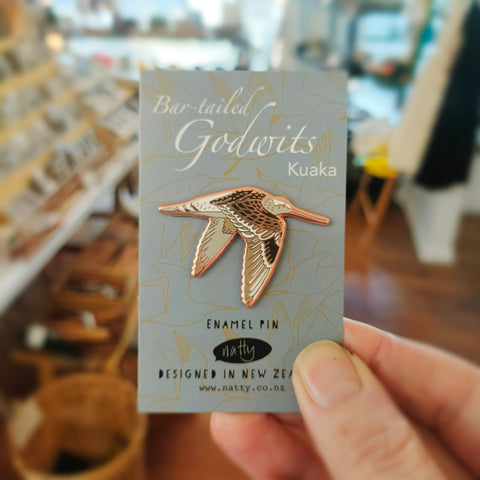 Bar-tailed
Godwits
Kuaka
ENAMEL PIN
natty
DESIGNED IN NEW ZEA
www.natty.co.nz